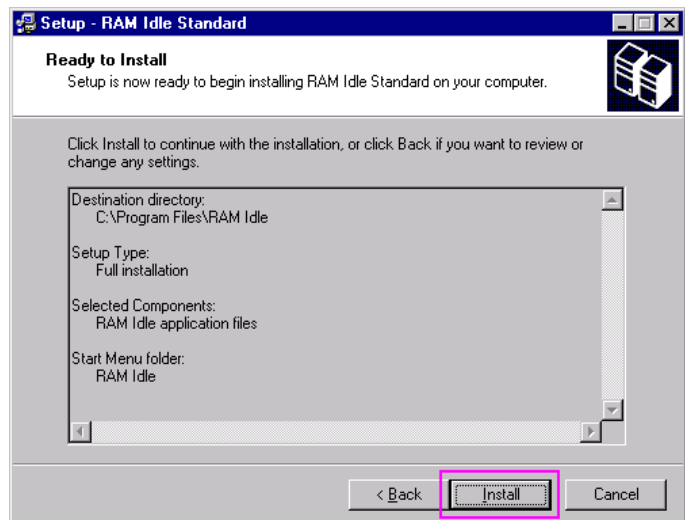 Setup - RAM Idle Standard
Ready to Install
Setup is now ready to begin installing RAM Idle Standard on your computer.
Click Install to continue with the installation, or click Back if you want to review or
change any settings.
Destination directory:
C:\Program Files\RAM Idle
Setup Type:
Full installation
Selected Components:
RAM Idle application files
Start Menu folder:
RAM Idle
< Back
Install
Cancel